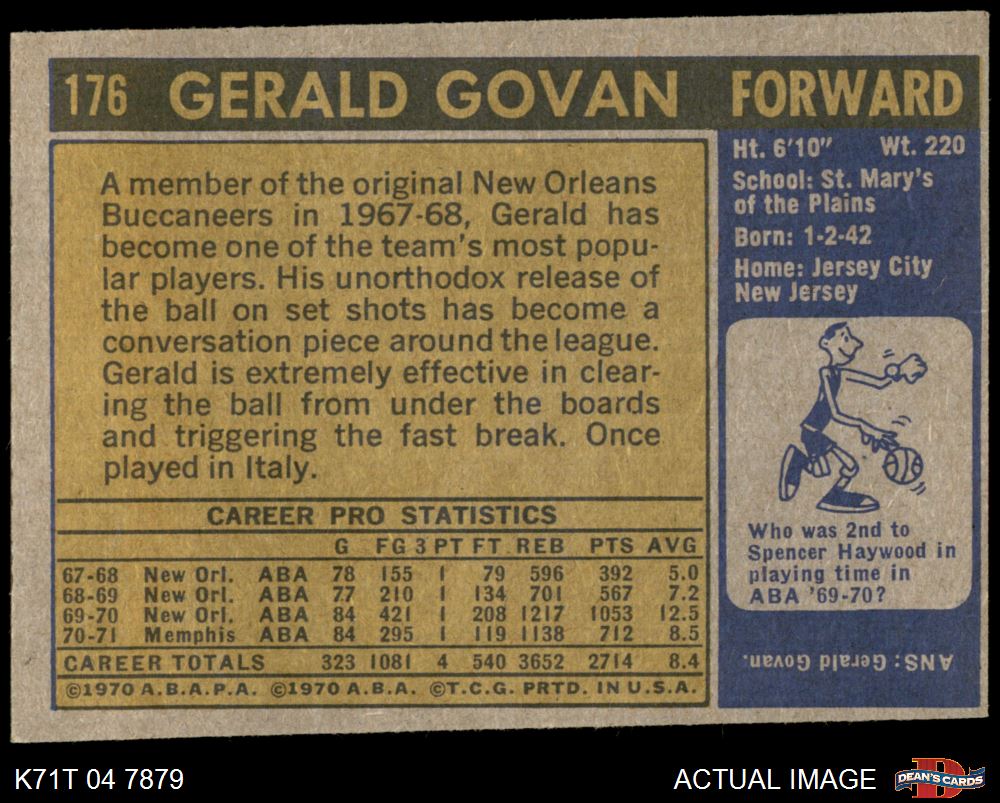 176 GERALD GOVAN FORWARD
A member of the original New Orleans
Buccaneers in 1967-68, Gerald has
become one of the team's most popu-
lar players. His unorthodox release of
the ball on set shots has become a
conversation piece around the league.
Gerald is extremely effective in clear-
ing the ball from under the boards
and triggering the fast break. Once
played in Italy.
CAREER PRO STATISTICS
G FG 3 PT FT REB PTS AVG
67-68 New Orl. ABA 78 155 1 79 596 392 5.0
68-69 New Orl. ABA 77 210 1 134 701 567 7.2
69-70 New Orl. ABA 84 421 1 208 1217 1053 12.5
70-71 Memphis ABA 84 295 1 119 1138 712 8.5
CAREER TOTALS 323 1081 4 540 3652 2714 8.4
©1970 A.B.A.P.A. ©1970 A.B.A. ©T.C.G. PRTD. IN U.S.A.
Ht. 6'10" Wt. 220
School: St. Mary's
of the Plains
Born: 1-2-42
Home: Jersey City
New Jersey
Who was 2nd to
Spencer Haywood in
playing time in
ABA '69-70?
ANS: Gerald Govan.
K71T 04 7879 ACTUAL IMAGE DEAN'S CARDS